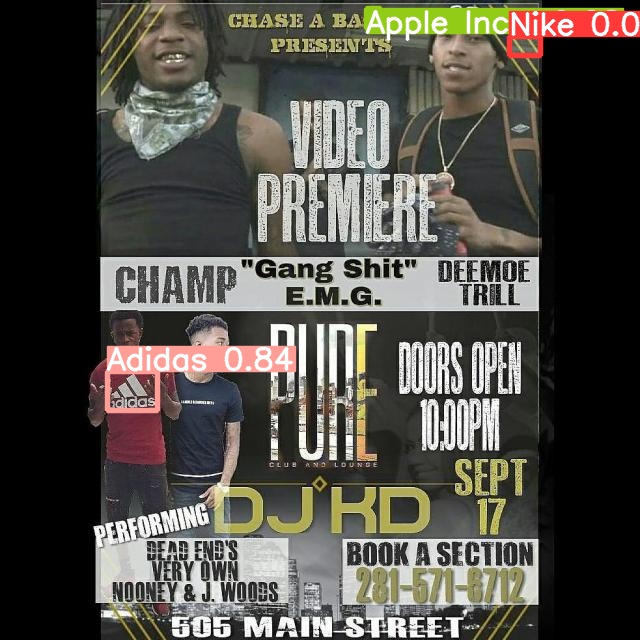 CHASE A
PRESENTS
Apple Inc
Nike 0.0
VIDEO
PREMIERE
CHAMP
"Gang Shit"
E.M.G.
DEEMOE
TRILL
Adidas 0.84
adidas
PURE
CLUB AND LOUNGE
DOORS OPEN
10:00PM
SEPT
17
DJ KD
PERFORMING
DEAD END'S
VERY OWN
NOONEY & J. WOODS
BOOK A SECTION
281-571-6712
605 MAIN STREET